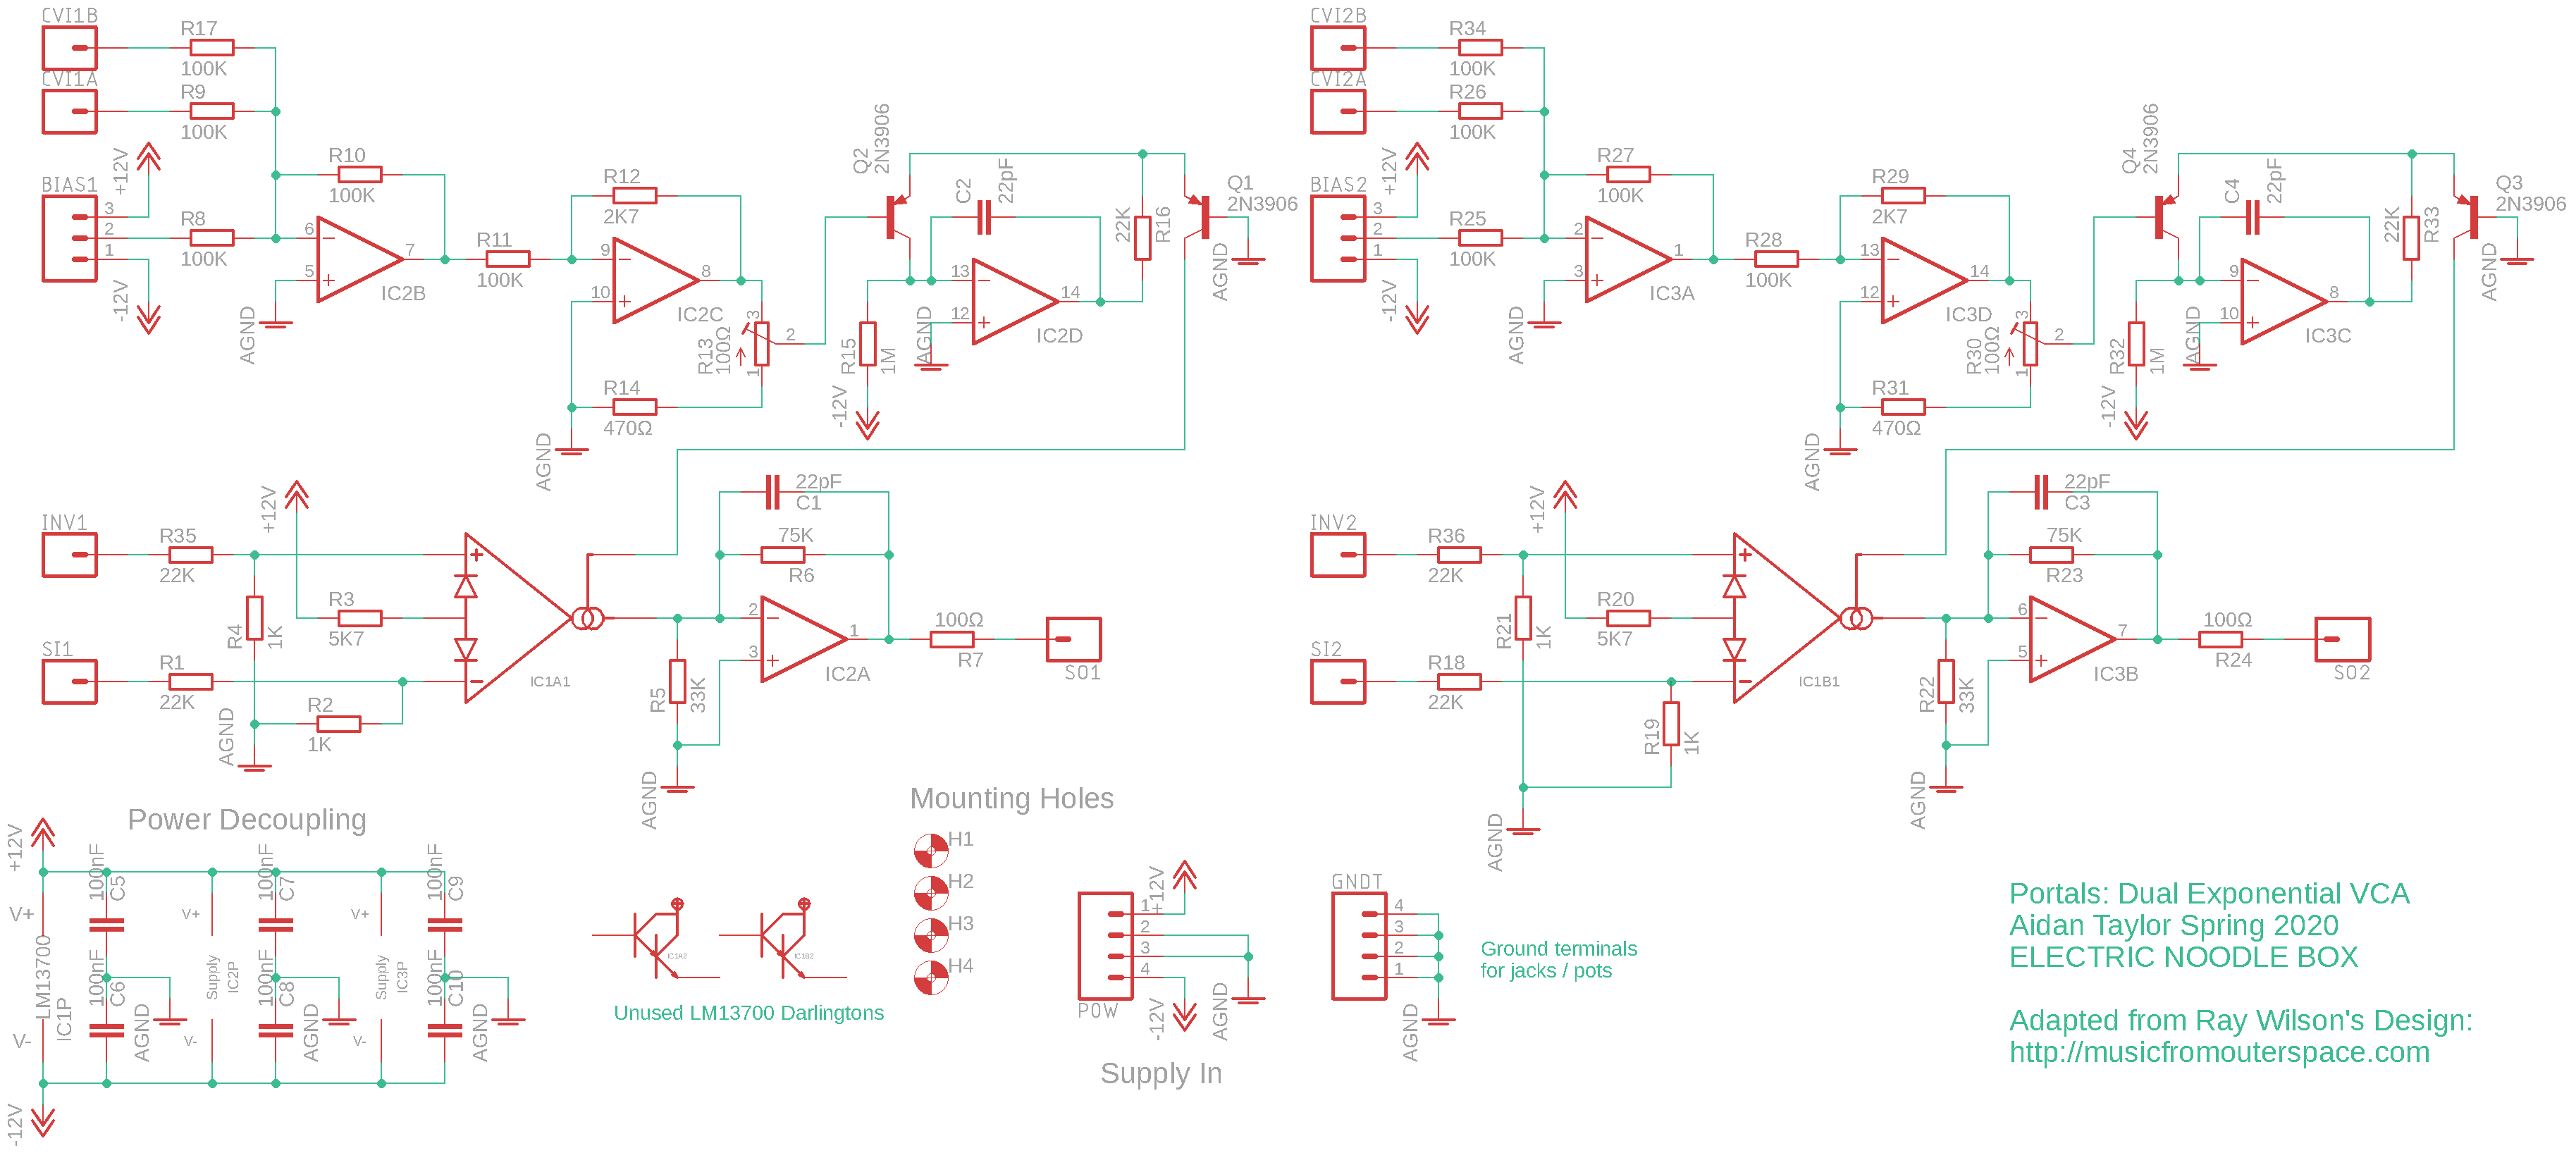 CVI1B
R17
100K
CVI1A
R9
100K
BIAS1
3
2
1
+12V
-12V
R8
100K
R10
100K
6
5
7
IC2B
AGND
R11
100K
R12
2K7
9
10
8
IC2C
R13
100Ω
3
2
1
R14
470Ω
AGND
Q2
2N3906
C2
22pF
R15
1M
-12V
AGND
13
12
14
IC2D
22K
R16
Q1
2N3906
AGND
CVI2B
R34
100K
CVI2A
R26
100K
BIAS2
3
2
1
+12V
-12V
R25
100K
R27
100K
2
3
1
IC3A
AGND
R28
100K
R29
2K7
13
12
14
IC3D
R30
100Ω
3
2
1
R31
470Ω
AGND
Q4
2N3906
C4
22pF
R32
1M
-12V
AGND
9
10
8
IC3C
22K
R33
Q3
2N3906
AGND
INV1
R35
22K
+12V
R4
1K
R3
5K7
SI1
R1
22K
R2
1K
AGND
IC1A1
22pF
C1
75K
R6
2
3
1
IC2A
R5
33K
AGND
100Ω
R7
SO1
INV2
R36
22K
+12V
R21
1K
R20
5K7
SI2
R18
22K
R19
1K
AGND
IC1B1
22pF
C3
75K
R23
6
5
7
IC3B
R22
33K
AGND
100Ω
R24
SO2
Power Decoupling
+12V
V+
LM13700
IC1P
V-
-12V
100nF
C5
100nF
C6
AGND
V+
Supply
IC2P
V-
100nF
C7
100nF
C8
AGND
V+
Supply
IC3P
V-
100nF
C9
100nF
C10
AGND
IC1A2
IC1B2
Unused LM13700 Darlingtons
Mounting Holes
H1
H2
H3
H4
1
2
3
4
POW
+12V
-12V
AGND
Supply In
GNDT
4
3
2
1
AGND
Ground terminals
for jacks / pots
Portals: Dual Exponential VCA
Aidan Taylor Spring 2020
ELECTRIC NOODLE BOX
Adapted from Ray Wilson's Design:
http://musicfromouterspace.com